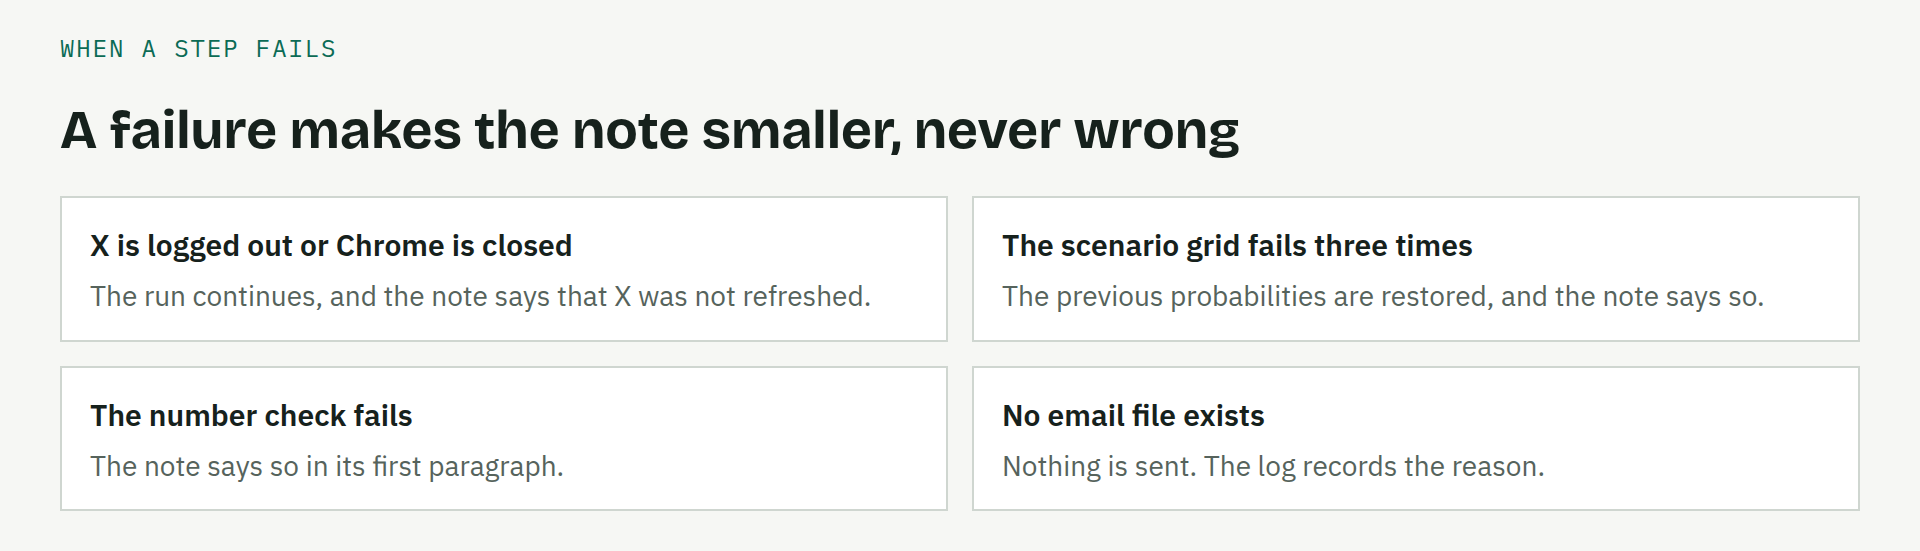 WHEN A STEP FAILS
A failure makes the note smaller, never wrong
X is logged out or Chrome is closed
The run continues, and the note says that X was not refreshed.
The scenario grid fails three times
The previous probabilities are restored, and the note says so.
The number check fails
The note says so in its first paragraph.
No email file exists
Nothing is sent. The log records the reason.